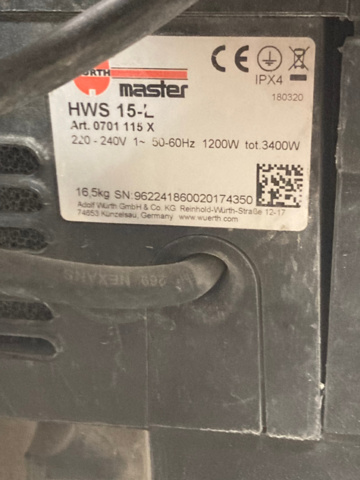 WÜRTH
master
IPX4
180320
HWS 15-L
Art. 0701 115 X
220 - 240V 1~ 50-60Hz 1200W tot.3400W
16,5kg SN:962241860020174350
Adolf Würth GmbH & Co. KG, Reinhold-Würth-Straße 12-17
74653 Künzelsau, Germany www.wuerth.com
NEXANS